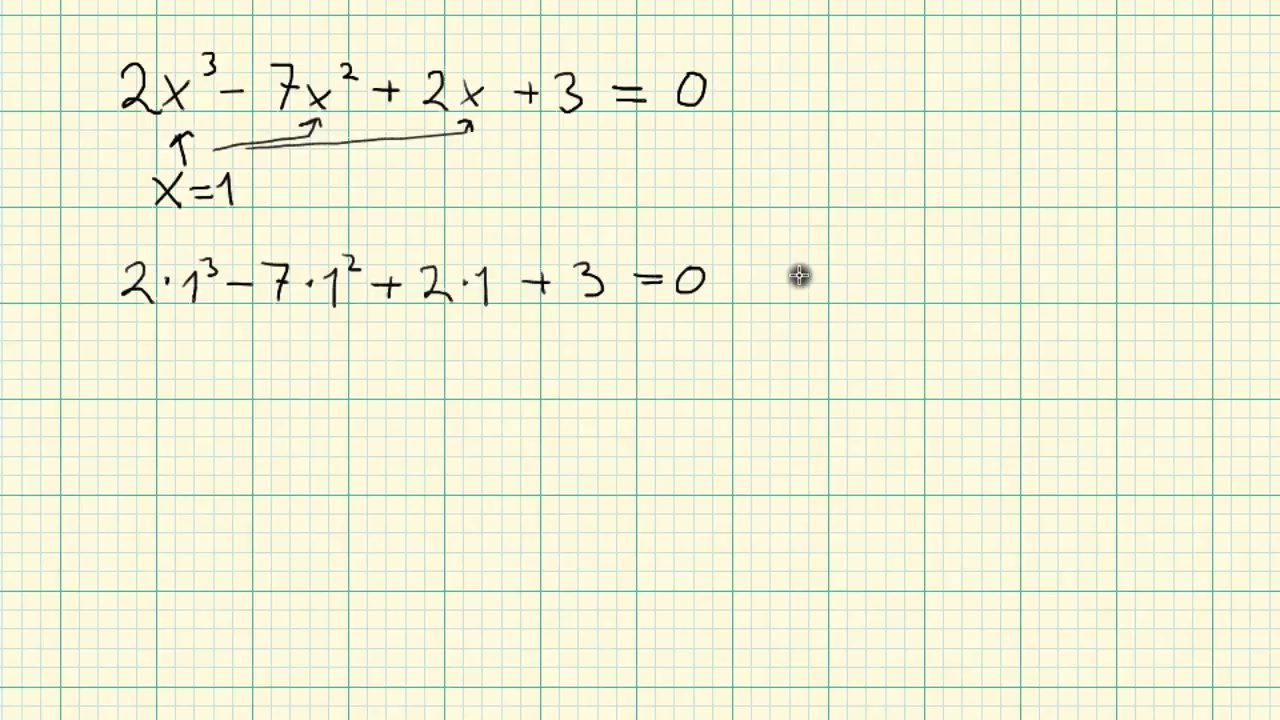 2x³ - 7x² + 2x + 3 = 0
x = 1
2·1³ - 7·1² + 2·1 + 3 = 0